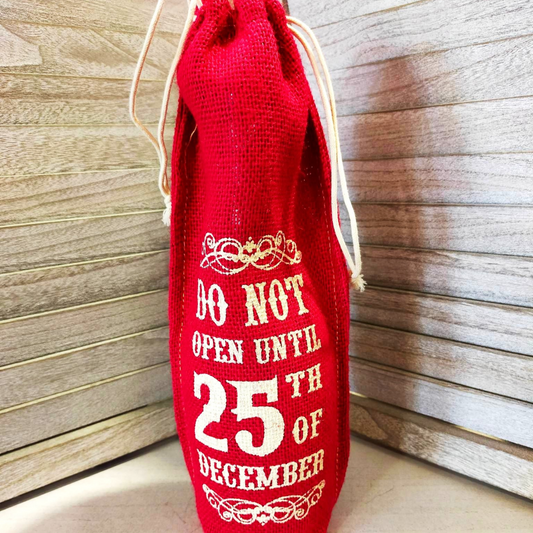 DO NOT
OPEN UNTIL
25TH OF
DECEMBER